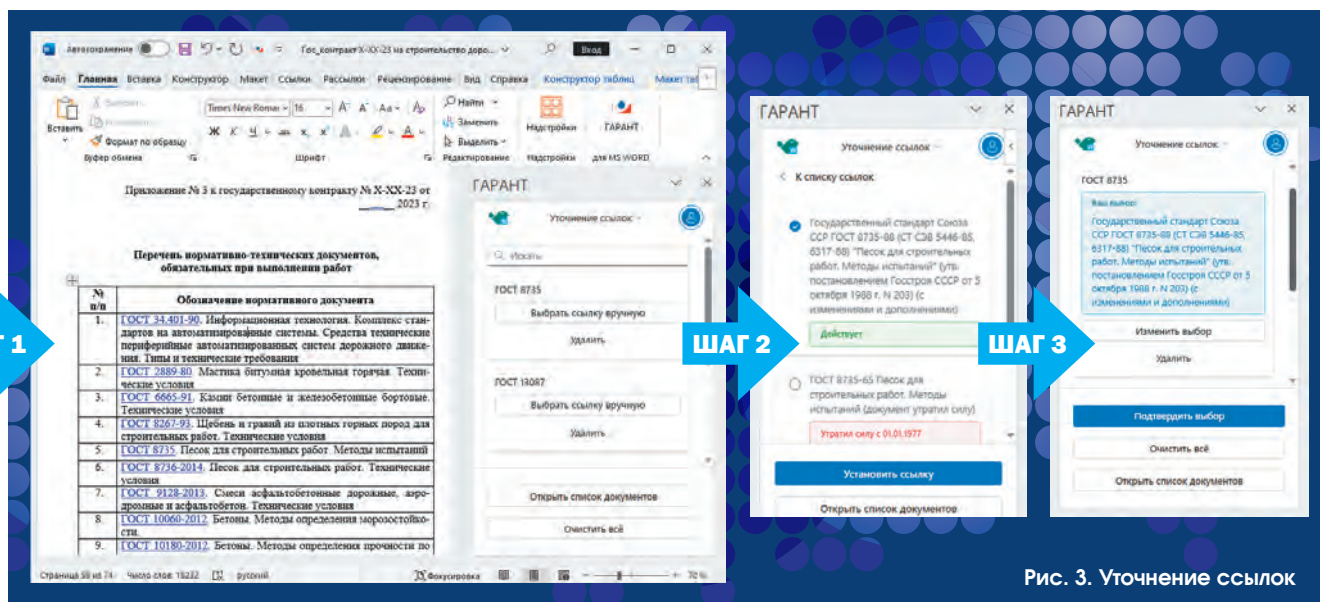 Автосохранение
Гос_контракт X-XX-23 на строительство доро...
Вход
Файл Главная Вставка Конструктор Макет Ссылки Рассылки Рецензирование Вид Справка Конструктор таблиц Макет таб
Вставить
Формат по образцу
Буфер обмена
Times New Roman 16
Ж К Ч
Шрифт
Найти
Заменить
Выделить
Редактирование
Надстройки
Надстройки
ГАРАНТ
для MS WORD
Приложение № 3 к государственному контракту № X-XX-23 от
______ 2023 г.
Перечень нормативно-технических документов,
обязательных при выполнении работ
№
п/п
Обозначение нормативного документа
1. ГОСТ 34.401-90. Информационная технология. Комплекс стан-
дартов на автоматизированные системы. Средства технические
периферийные автоматизированных систем дорожного движе-
ния. Типы и технические требования
2. ГОСТ 2889-80. Мастика битумная кровельная горячая. Техни-
ческие условия
3. ГОСТ 6665-91. Камни бетонные и железобетонные бортовые.
Технические условия
4. ГОСТ 8267-93. Щебень и гравий из плотных горных пород для
строительных работ. Технические условия
5. ГОСТ 8735. Песок для строительных работ. Методы испытаний
6. ГОСТ 8736-2014. Песок для строительных работ. Технические
условия
7. ГОСТ 9128-2013. Смеси асфальтобетонные дорожные, аэро-
дромные и асфальтобетон. Технические условия
8. ГОСТ 10060-2012. Бетоны. Методы определения морозостойко-
сти.
9. ГОСТ 10180-2012. Бетоны. Методы определения прочности по
Страница 59 из 74 Число слов: 15232 русский
Фокусировка
72 %
ГАРАНТ
Уточнение ссылок
Искать
ГОСТ 8735
Выбрать ссылку вручную
Удалить
ГОСТ 13087
Выбрать ссылку вручную
Удалить
Открыть список документов
Очистить всё
1
ШАГ 2
ГАРАНТ
Уточнение ссылок
К списку ссылок
Государственный стандарт Союза
ССР ГОСТ 8735-88 (СТ СЭВ 5446-85,
6317-88) "Песок для строительных
работ. Методы испытаний" (утв.
постановлением Госстроя СССР от 5
октября 1988 г. N 203) (с
изменениями и дополнениями)
Действует
ГОСТ 8735-65 Песок для
строительных работ. Методы
испытаний (документ утратил силу)
Утратил силу с 01.01.1977
Установить ссылку
Открыть список документов
ШАГ 3
ГАРАНТ
Уточнение ссылок
ГОСТ 8735
Ваш выбор:
Государственный стандарт Союза
ССР ГОСТ 8735-88 (СТ СЭВ 5446-85,
6317-88) "Песок для строительных
работ. Методы испытаний" (утв.
постановлением Госстроя СССР от 5
октября 1988 г. N 203) (с
изменениями и дополнениями)
Изменить выбор
Удалить
Подтвердить выбор
Очистить всё
Открыть список документов
Рис. 3. Уточнение ссылок